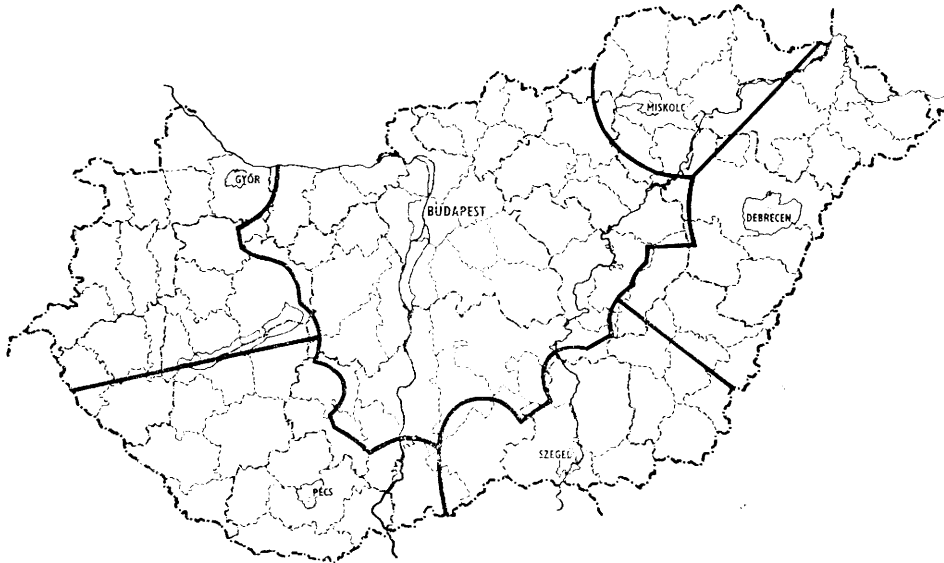 MISKOLC
GYŐR
BUDAPEST
DEBRECEN
SZEGED
PÉCS